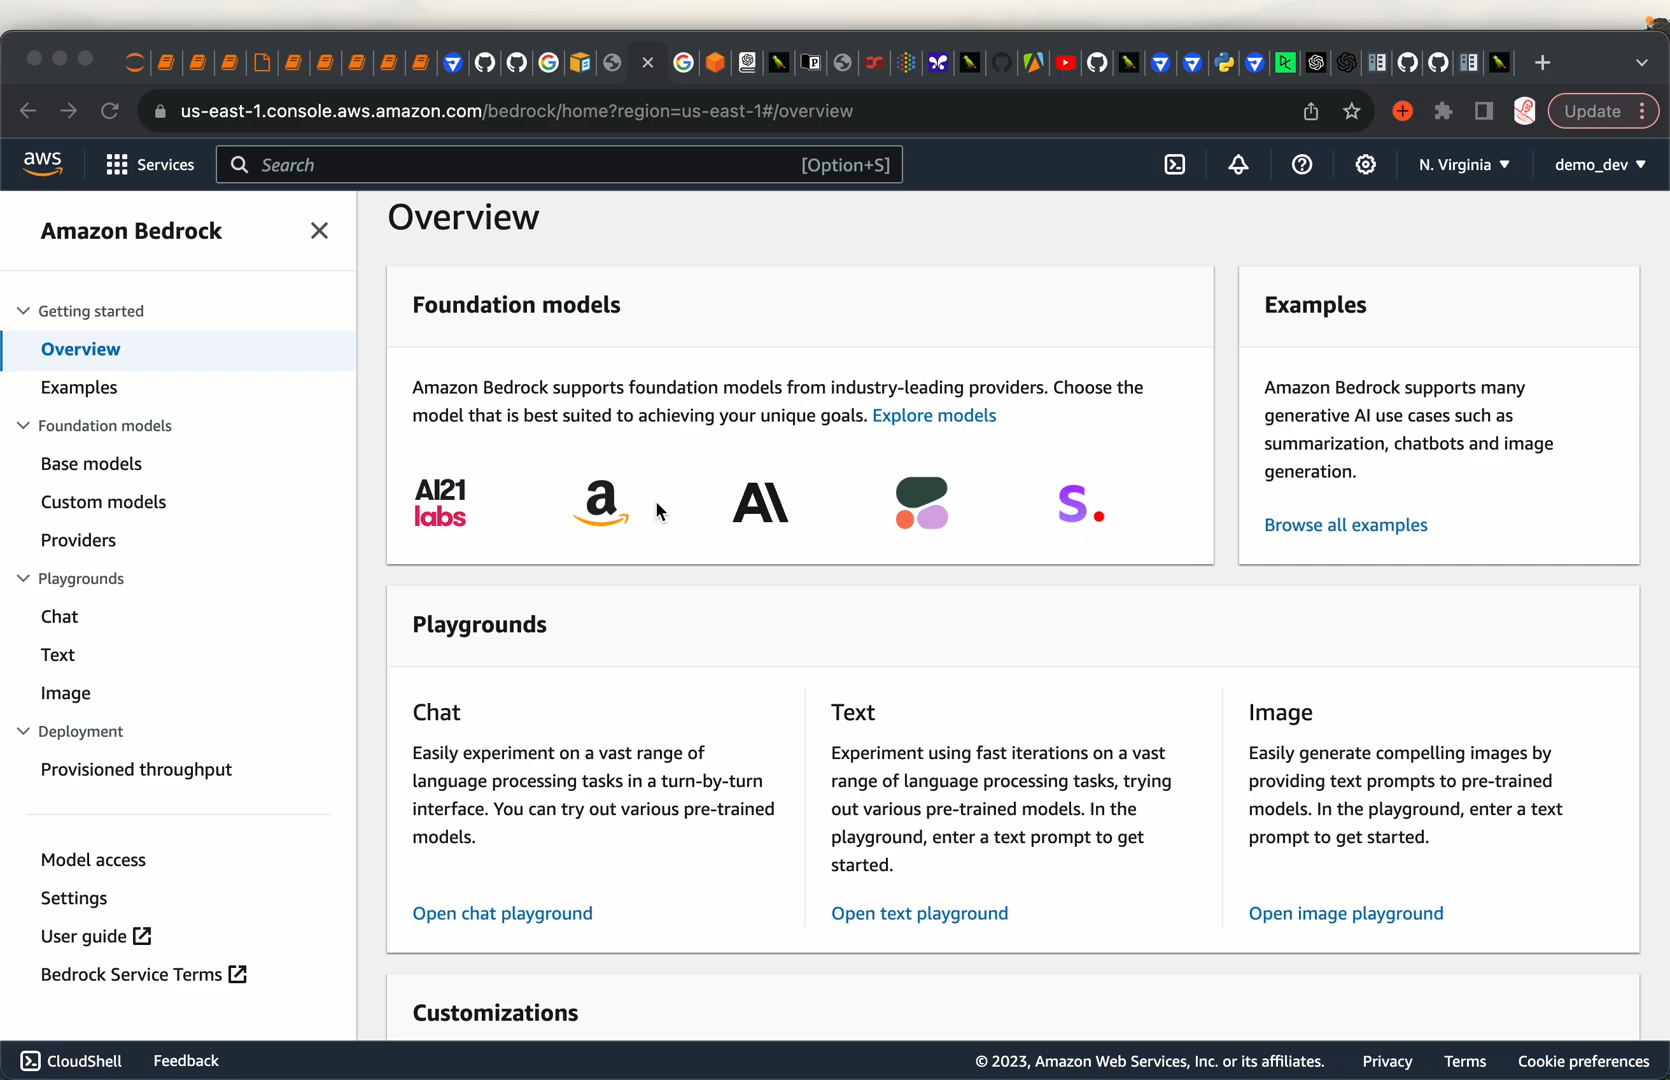 us-east-1.console.aws.amazon.com/bedrock/home?region=us-east-1#/overview
Update
aws
Services
Search
[Option+S]
N. Virginia
demo_dev
Amazon Bedrock
Getting started
Overview
Examples
Foundation models
Base models
Custom models
Providers
Playgrounds
Chat
Text
Image
Deployment
Provisioned throughput
Model access
Settings
User guide
Bedrock Service Terms
Overview
Foundation models
Amazon Bedrock supports foundation models from industry-leading providers. Choose the
model that is best suited to achieving your unique goals. Explore models
AI21
labs
a
A\
S.
Examples
Amazon Bedrock supports many
generative AI use cases such as
summarization, chatbots and image
generation.
Browse all examples
Playgrounds
Chat
Easily experiment on a vast range of
language processing tasks in a turn-by-turn
interface. You can try out various pre-trained
models.
Open chat playground
Text
Experiment using fast iterations on a vast
range of language processing tasks, trying
out various pre-trained models. In the
playground, enter a text prompt to get
started.
Open text playground
Image
Easily generate compelling images by
providing text prompts to pre-trained
models. In the playground, enter a text
prompt to get started.
Open image playground
Customizations
CloudShell
Feedback
© 2023, Amazon Web Services, Inc. or its affiliates.
Privacy
Terms
Cookie preferences